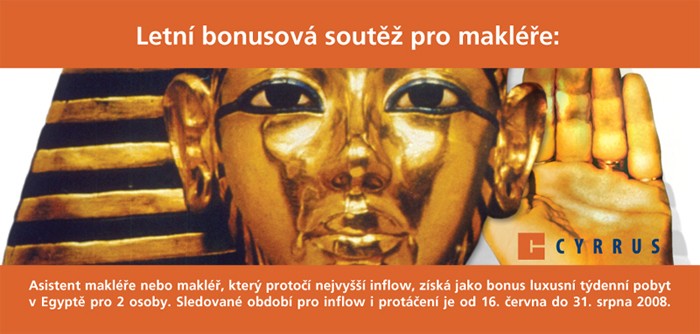 Letní bonusová soutěž pro makléře:
CYRRUS
Asistent makléře nebo makléř, který protočí nejvyšší inflow, získá jako bonus luxusní týdenní pobyt
v Egyptě pro 2 osoby. Sledované období pro inflow i protáčení je od 16. června do 31. srpna 2008.